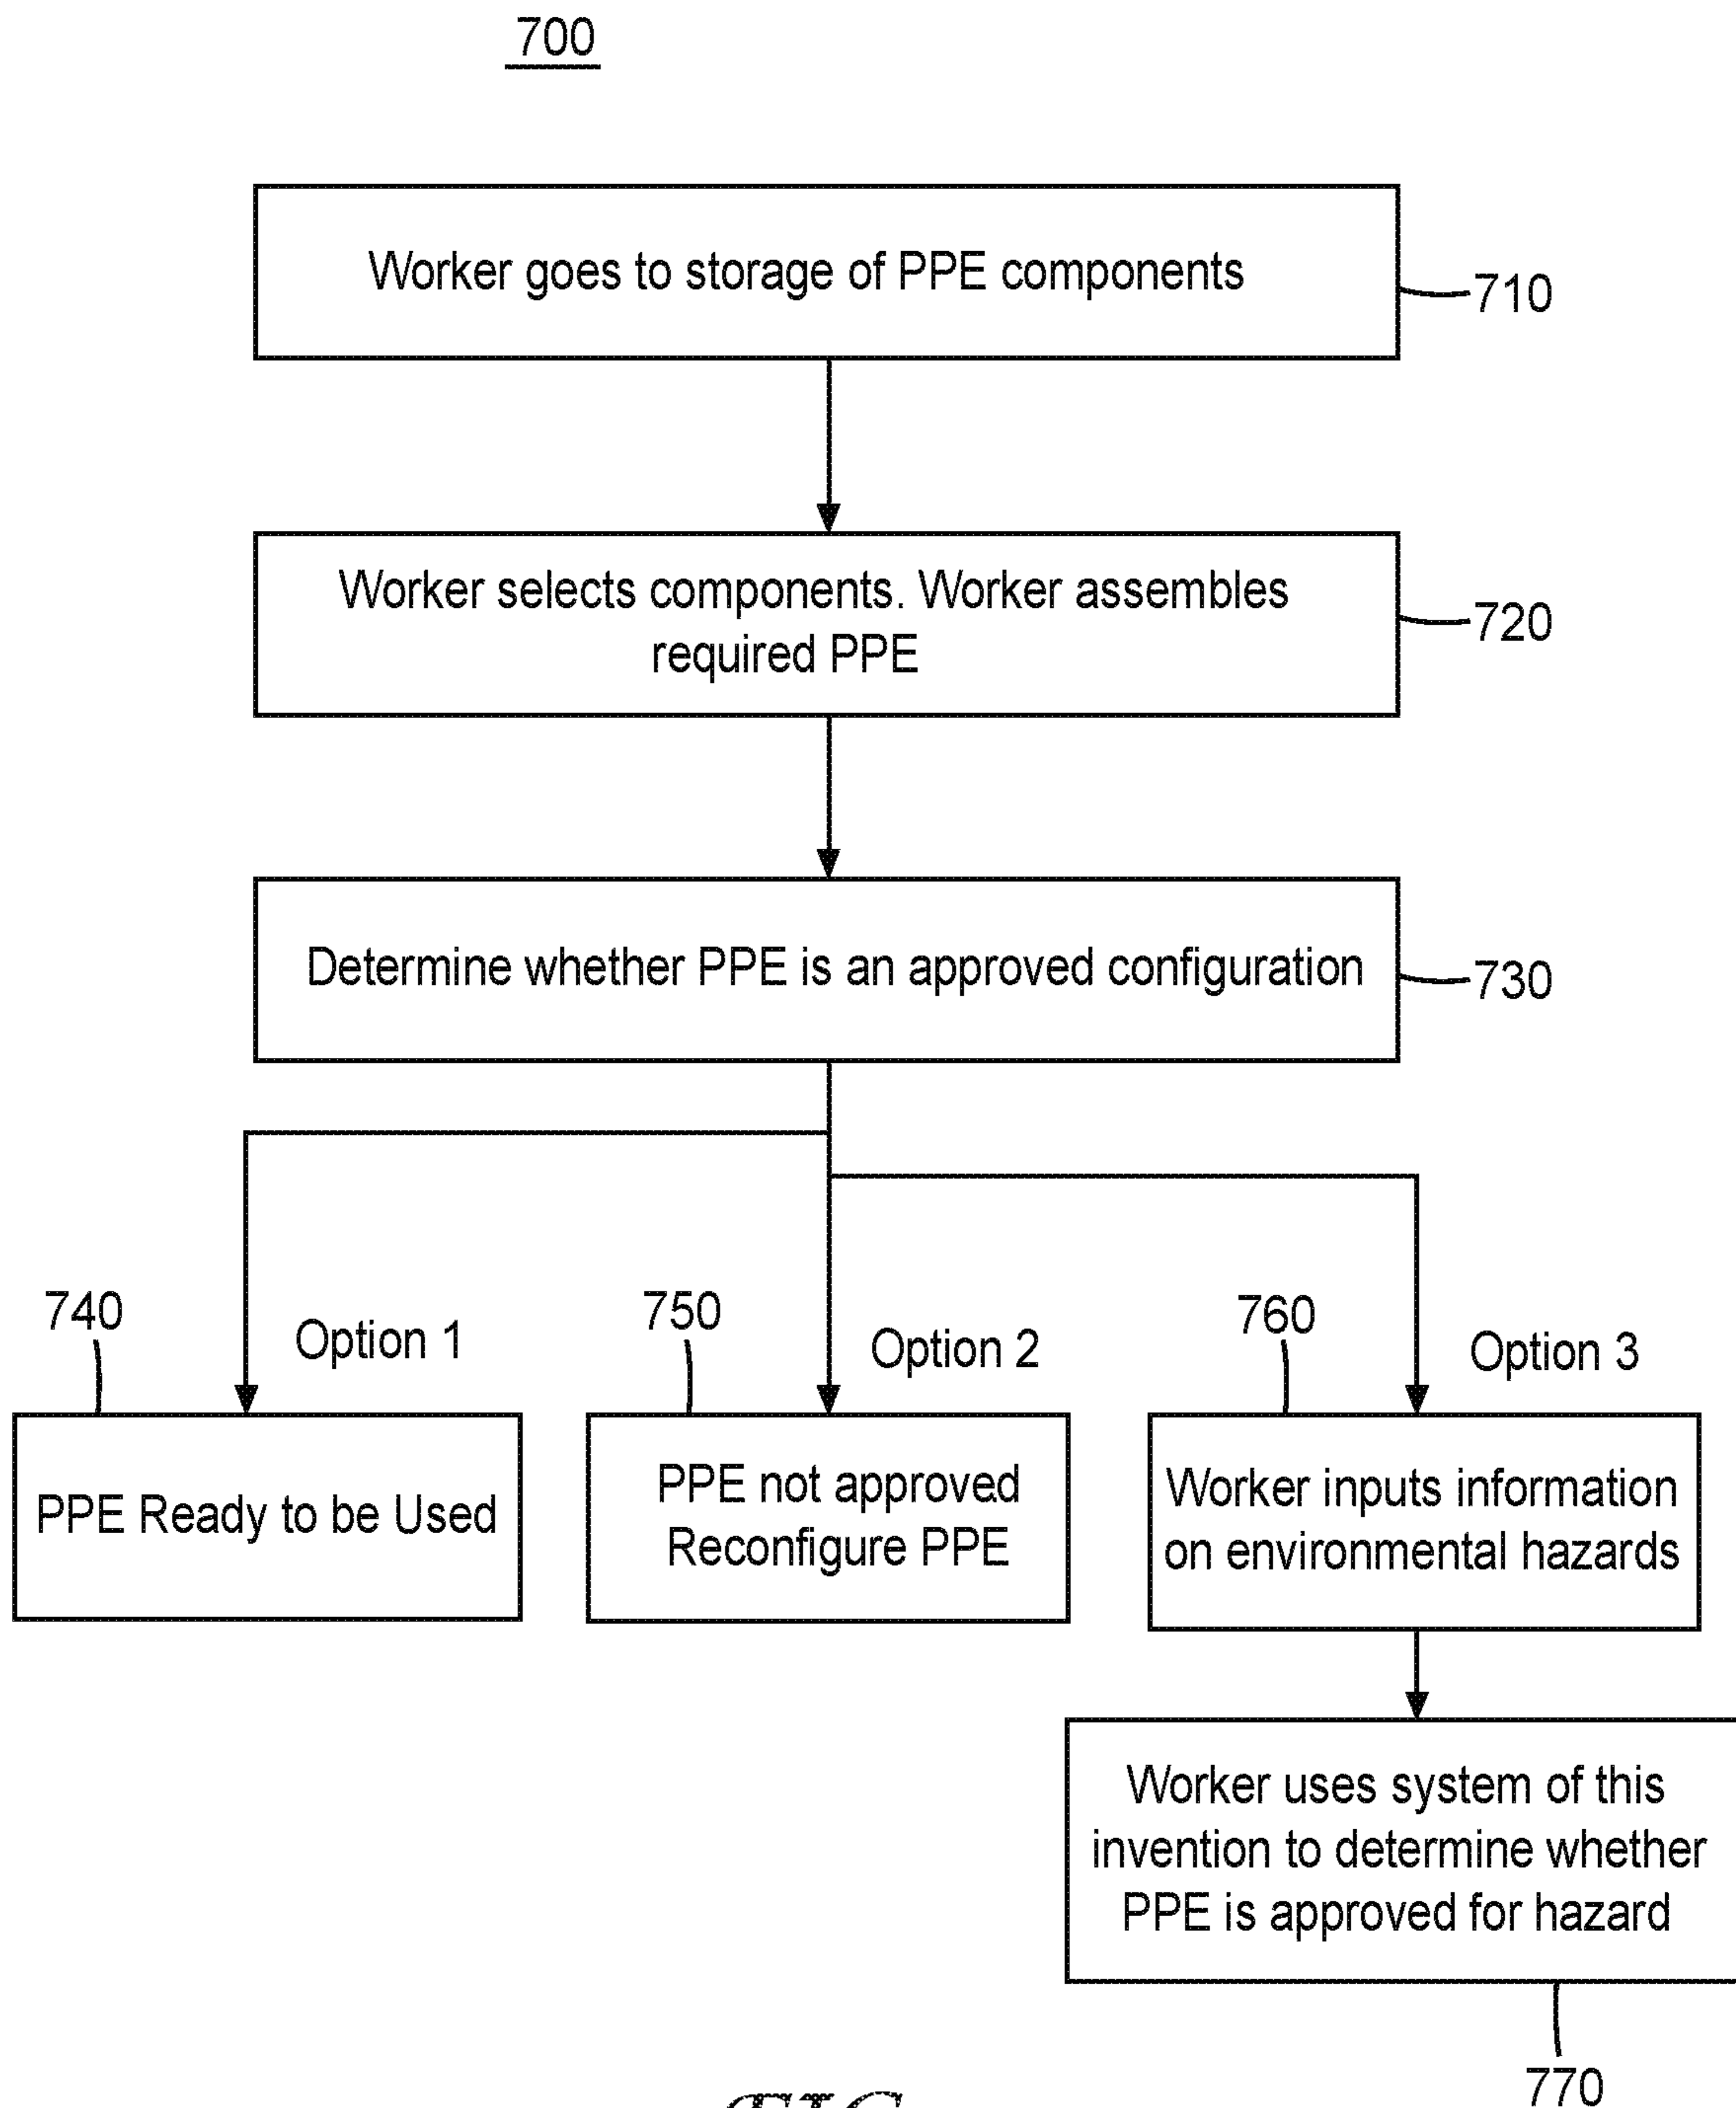 700
Worker goes to storage of PPE components
710
Worker selects components. Worker assembles
required PPE
720
Determine whether PPE is an approved configuration
730
740
Option 1
750
Option 2
760
Option 3
PPE Ready to be Used
PPE not approved.
Reconfigure PPE
Worker inputs information
on environmental hazards
Worker uses system of this
invention to determine whether
PPE is approved for hazard
770